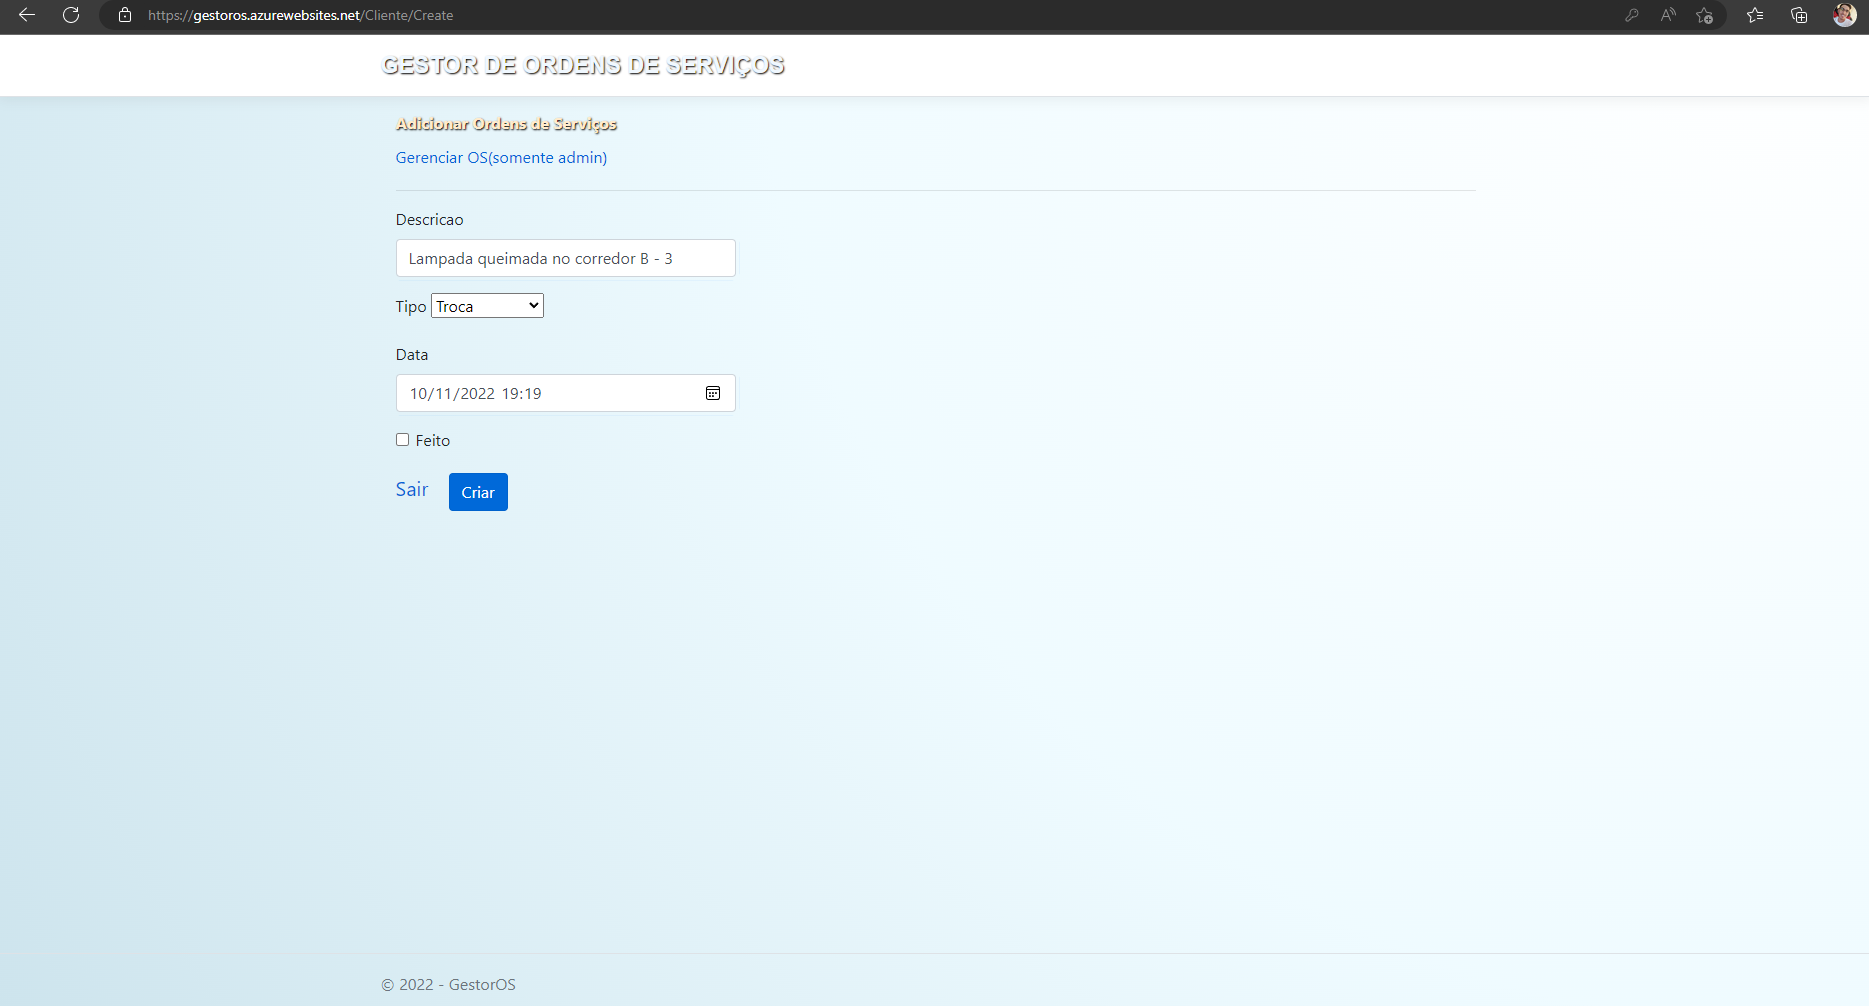 https://gestoros.azurewebsites.net/Cliente/Create
GESTOR DE ORDENS DE SERVIÇOS
Adicionar Ordens de Serviços
Gerenciar OS(somente admin)
Descricao
Lampada queimada no corredor B - 3
Tipo Troca
Data
10/11/2022 19:19
Feito
Sair Criar
© 2022 - GestorOS